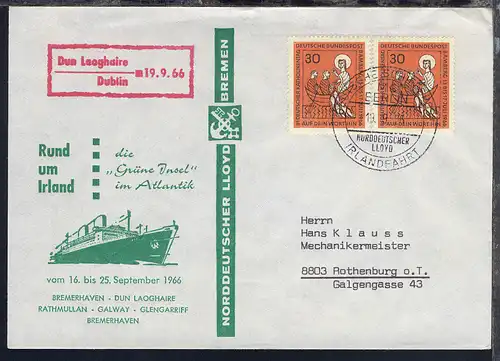 Dun Laoghaire
Dublin
19.9.66
Rund
um
Irland
die
„Grüne Insel"
im Atlantik
vom 16. bis 25. September 1966
BREMERHAVEN - DUN LAOGHAIRE
RATHMULLAN - GALWAY - GLENGARRIFF
BREMERHAVEN
NORDDEUTSCHER LLOYD BREMEN
30
DEUTSCHE BUNDESPOST
30
DEUTSCHE BUNDESPOST
BERLIN
NORDDEUTSCHER
LLOYD
IRLANDFAHRT
Herrn
Hans Klauss
Mechanikermeister
8803 Rothenburg o.T.
Galgengasse 43